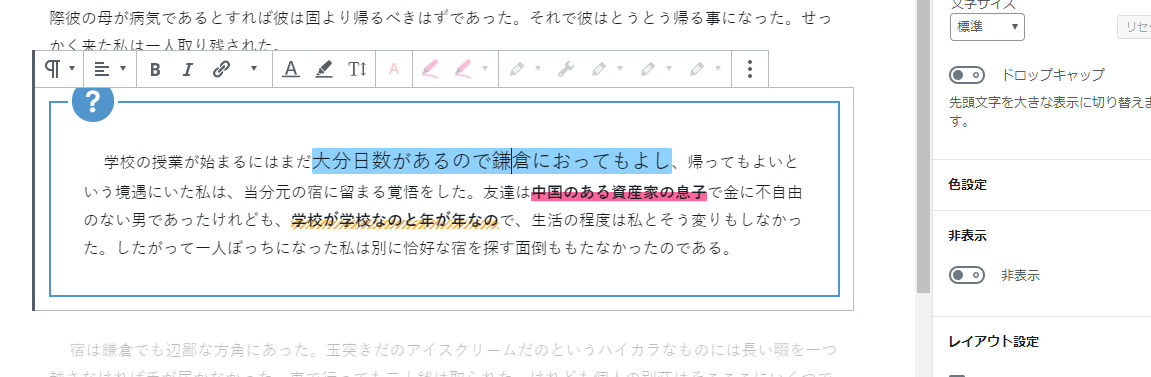 際彼の母が病気であるとすれば彼は固より帰るべきはずであった。それで彼はとうとう帰る事になった。せっ
かく来た私は一人取り残された。
B I A T A
?
学校の授業が始まるにはまだ大分日数があるので鎌倉におってもよし、帰ってもよいと
いう境遇にいた私は、当分元の宿に留まる覚悟をした。友達は中国のある資産家の息子で金に不自由
のない男であったけれども、学校が学校なのと年が年なので、生活の程度は私とそう変りもしなかっ
た。したがって一人ぼっちになった私は別に恰好な宿を探す面倒ももたなかったのである。
宿は鎌倉でも辺鄙な方角にあった。玉突きだのアイスクリームだのというハイカラなものには長い畷を一つ
文字サイズ
標準
リセ
ドロップキャップ
先頭文字を大きな表示に切り替えま
す。
色設定
非表示
非表示
レイアウト設定